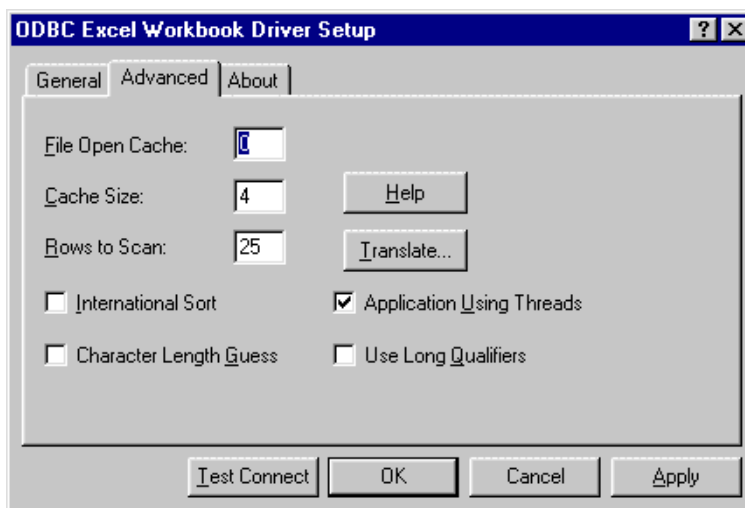 ODBC Excel Workbook Driver Setup
General Advanced About
File Open Cache: 0
Cache Size: 4 Help
Rows to Scan: 25 Translate...
International Sort Application Using Threads
Character Length Guess Use Long Qualifiers
Test Connect OK Cancel Apply